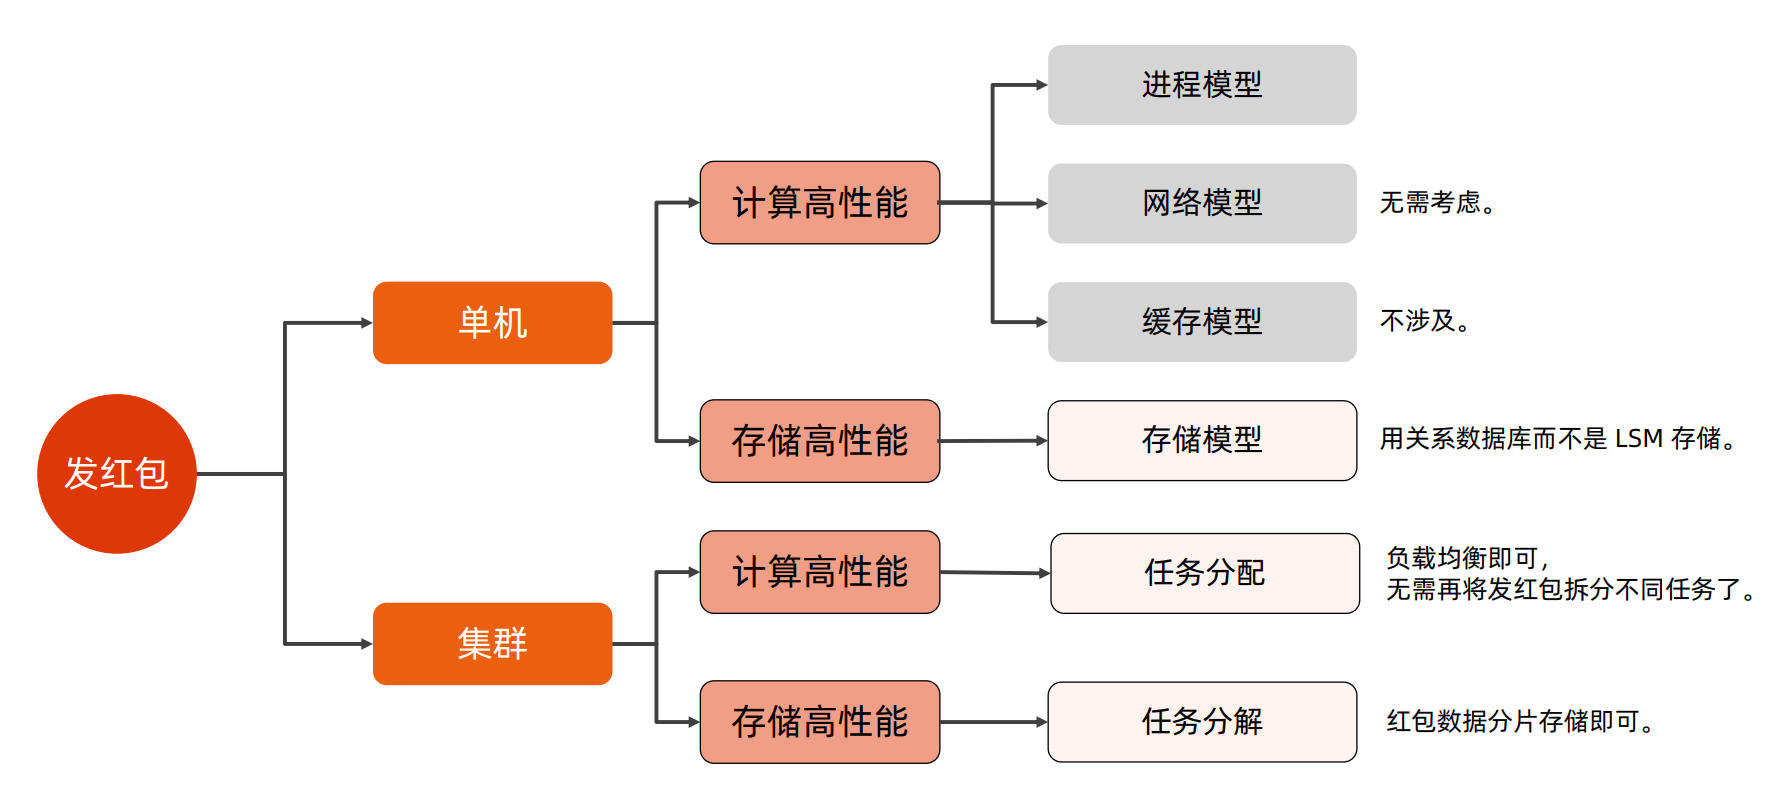 进程模型
计算高性能
网络模型
无需考虑。
单机
缓存模型
不涉及。
存储高性能
存储模型
用关系数据库而不是 LSM 存储。
发红包
计算高性能
任务分配
负载均衡即可，
无需再将发红包拆分不同任务了。
集群
存储高性能
任务分解
红包数据分片存储即可。